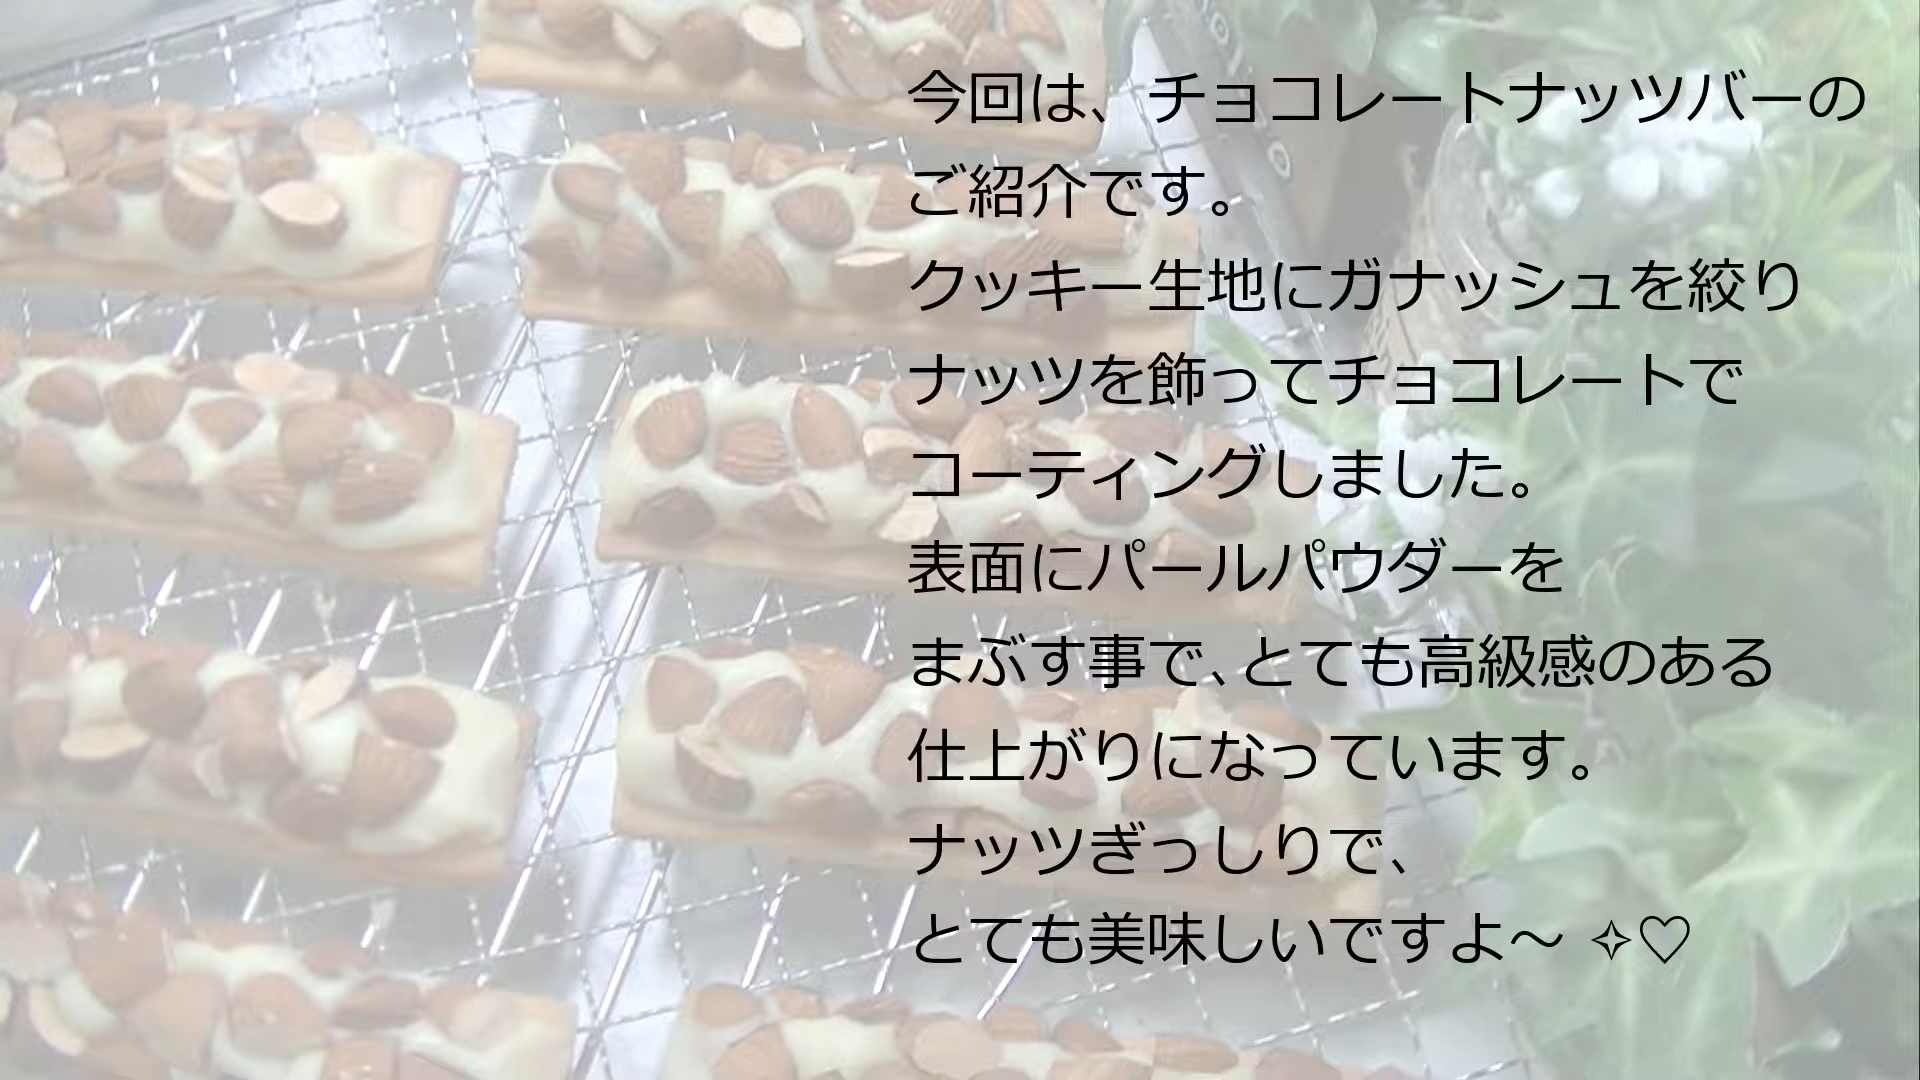 今回は、チョコレートナッツバーの
ご紹介です。
クッキー生地にガナッシュを絞り
ナッツを飾ってチョコレートで
コーティングしました。
表面にパールパウダーを
まぶす事で、とても高級感のある
仕上がりになっています。
ナッツぎっしりで、
とても美味しいですよ～ ✧♡